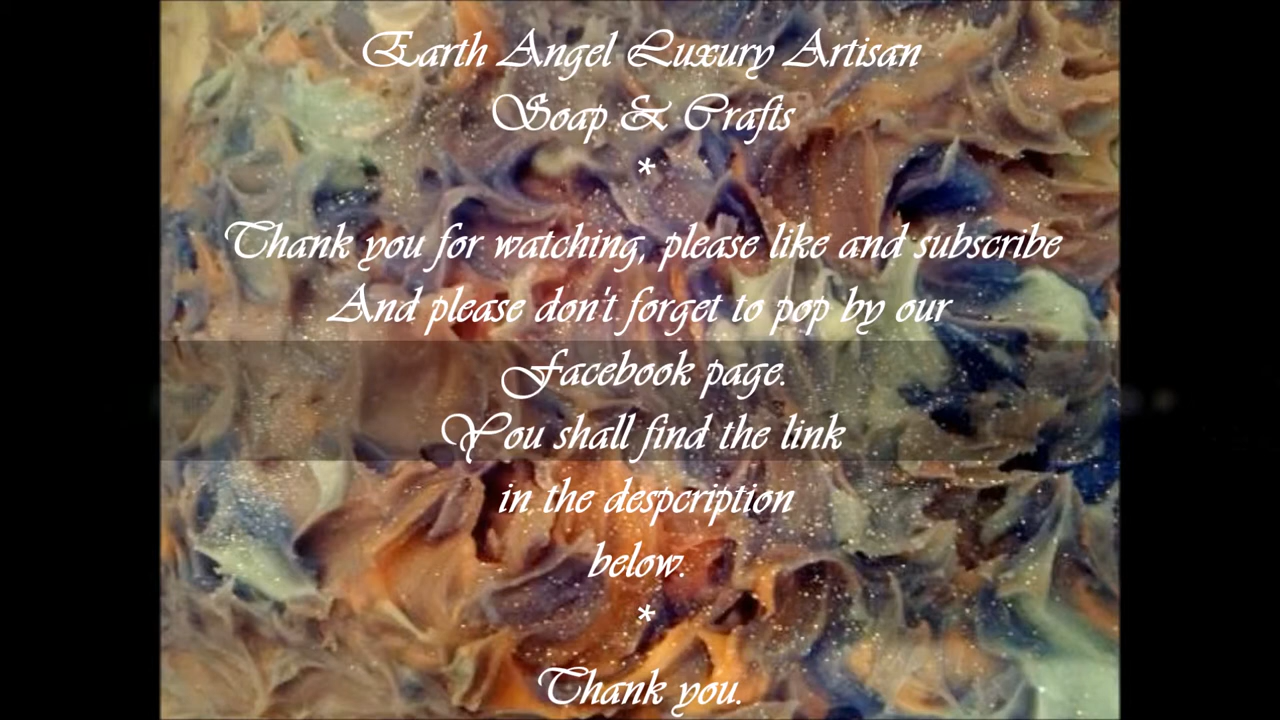 Earth Angel Luxury Artisan
Soap & Crafts
*
Thank you for watching, please like and subscribe
And please don't forget to pop by our
Facebook page.
You shall find the link
in the despcription
below.
*
Thank you.